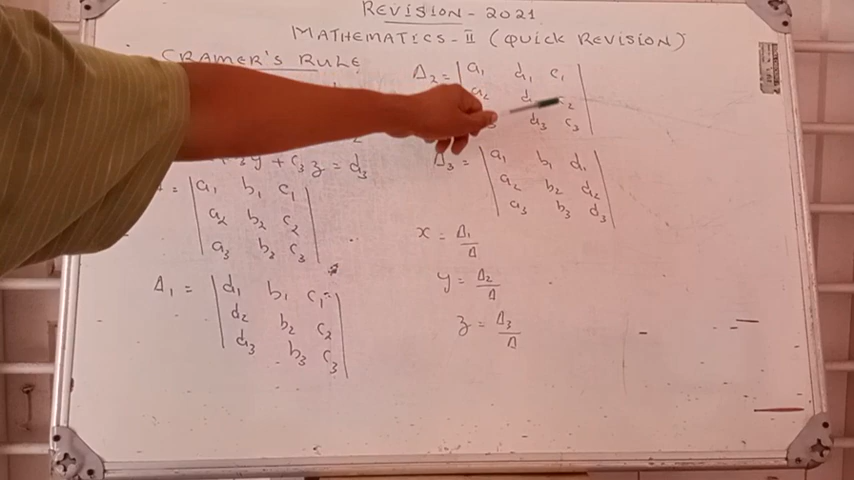 REVISION - 2021
MATHEMATICS - II (QUICK REVISION)
CRAMER'S RULE
y + c₃z = d₃
= | a₁ b₁ c₁ |
| a₂ b₂ c₂ |
| a₃ b₃ c₃ |
Δ₁ = | d₁ b₁ c₁ |
| d₂ b₂ c₂ |
| d₃ b₃ c₃ |
Δ₂ = | a₁ d₁ c₁ |
a₂
d₃ c₃ |
Δ₃ = | a₁ b₁ d₁ |
| a₂ b₂ d₂ |
| a₃ b₃ d₃ |
x = Δ₁/Δ
y = Δ₂/Δ
z = Δ₃/Δ